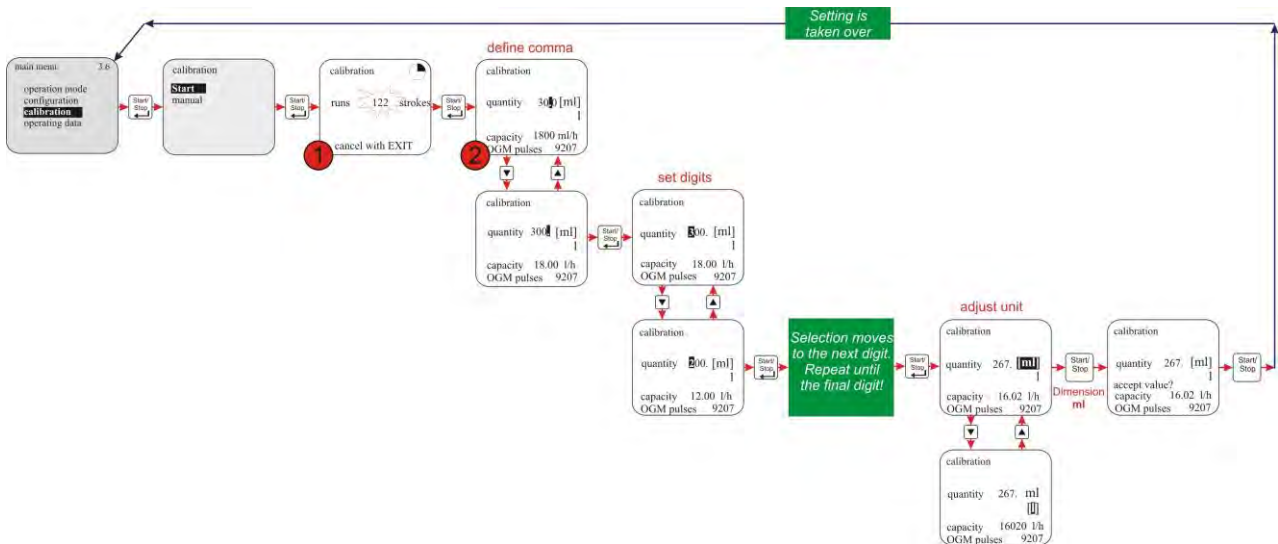 Setting is
taken over
define comma
main menu 3.6
operation mode
configuration
calibration
operating data
Start/
Stop
calibration
Start
manual
Start/
Stop
calibration
runs 122 strokes
cancel with EXIT
1
Start/
Stop
calibration
quantity 30.0 [ml]
l
capacity 1800 ml/h
OGM pulses 9207
2
calibration
quantity 300. [ml]
l
capacity 18.00 l/h
OGM pulses 9207
Start/
Stop
set digits
calibration
quantity 300. [ml]
l
capacity 18.00 l/h
OGM pulses 9207
calibration
quantity 200. [ml]
l
capacity 12.00 l/h
OGM pulses 9207
Start/
Stop
Selection moves
to the next digit.
Repeat until
the final digit!
Start/
Stop
adjust unit
calibration
quantity 267. [ml]
l
capacity 16.02 l/h
OGM pulses 9207
Start/
Stop
Dimension
ml
calibration
quantity 267. [ml]
l
accept value?
capacity 16.02 l/h
OGM pulses 9207
Start/
Stop
calibration
quantity 267. ml
[l]
capacity 16020 l/h
OGM pulses 9207